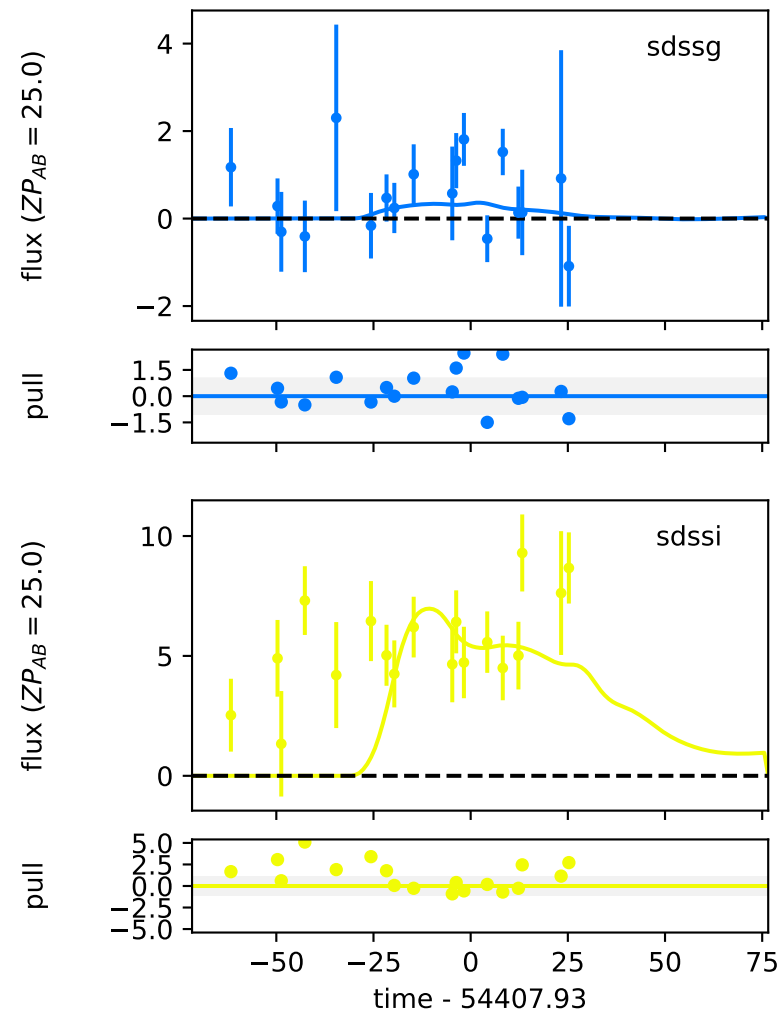 sdssg
flux (ZP_AB = 25.0)
4
2
0
−2
pull
1.5
0.0
−1.5
sdssi
flux (ZP_AB = 25.0)
10
5
0
pull
5.0
2.5
0.0
−2.5
−5.0
−50 −25 0 25 50 75
time - 54407.93